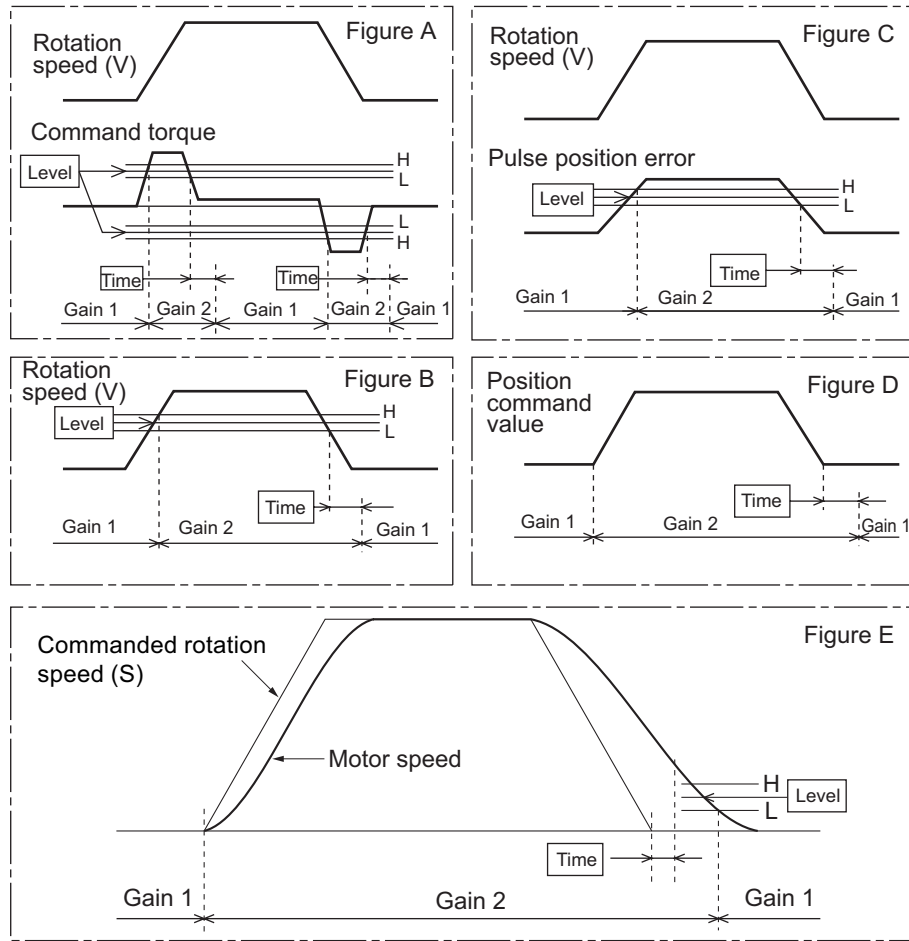 Figure A
Rotation
speed (V)
Command torque
Level
H
L
L
H
Time
Time
Gain 1
Gain 2
Gain 1
Gain 2
Gain 1
Figure C
Rotation
speed (V)
Pulse position error
Level
H
L
Time
Gain 1
Gain 2
Gain 1
Figure B
Rotation
speed (V)
Level
H
L
Time
Gain 1
Gain 2
Gain 1
Figure D
Position
command
value
Time
Gain 1
Gain 2
Gain 1
Figure E
Commanded rotation
speed (S)
Motor speed
H
Level
L
Time
Gain 1
Gain 2
Gain 1